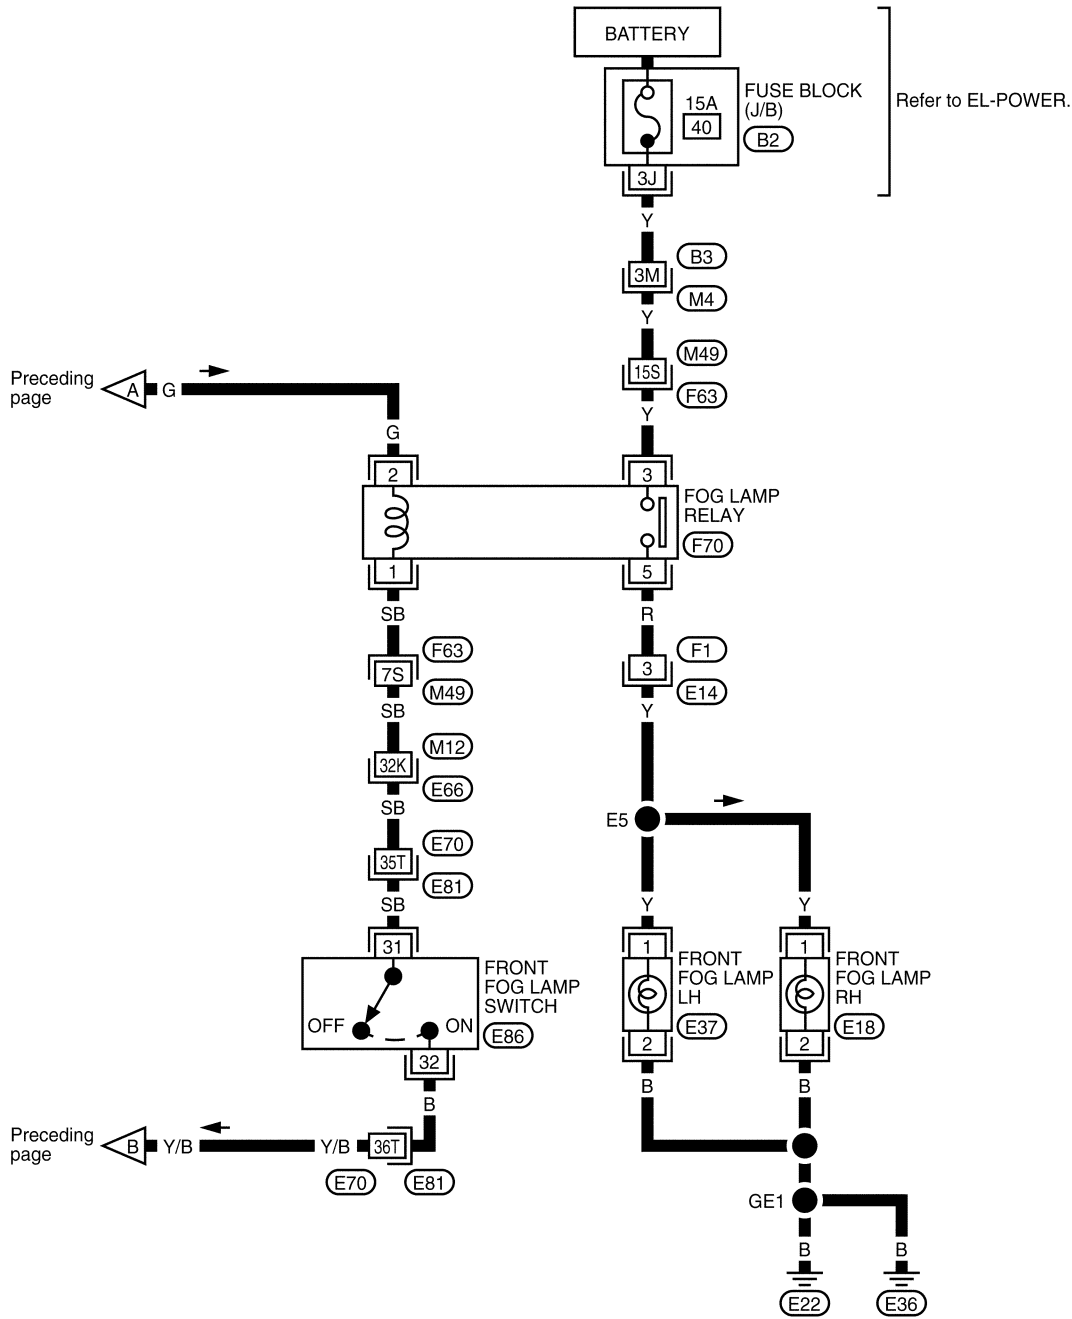 BATTERY
FUSE BLOCK
(J/B)
15A
40
B2
Refer to EL-POWER.
3J
Y
B3
3M
M4
Y
M49
15S
F63
Y
Preceding
page
A
G
G
2
3
FOG LAMP
RELAY
F70
1
5
SB
R
F63
7S
M49
F1
3
E14
SB
Y
M12
32K
E66
SB
E5
E70
35T
E81
SB
Y
Y
31
1
1
FRONT
FOG LAMP
SWITCH
E86
OFF
ON
FRONT
FOG LAMP
LH
E37
FRONT
FOG LAMP
RH
E18
32
2
2
B
B
B
Preceding
page
B
Y/B
Y/B
36T
E70
E81
GE1
B
B
E22
E36